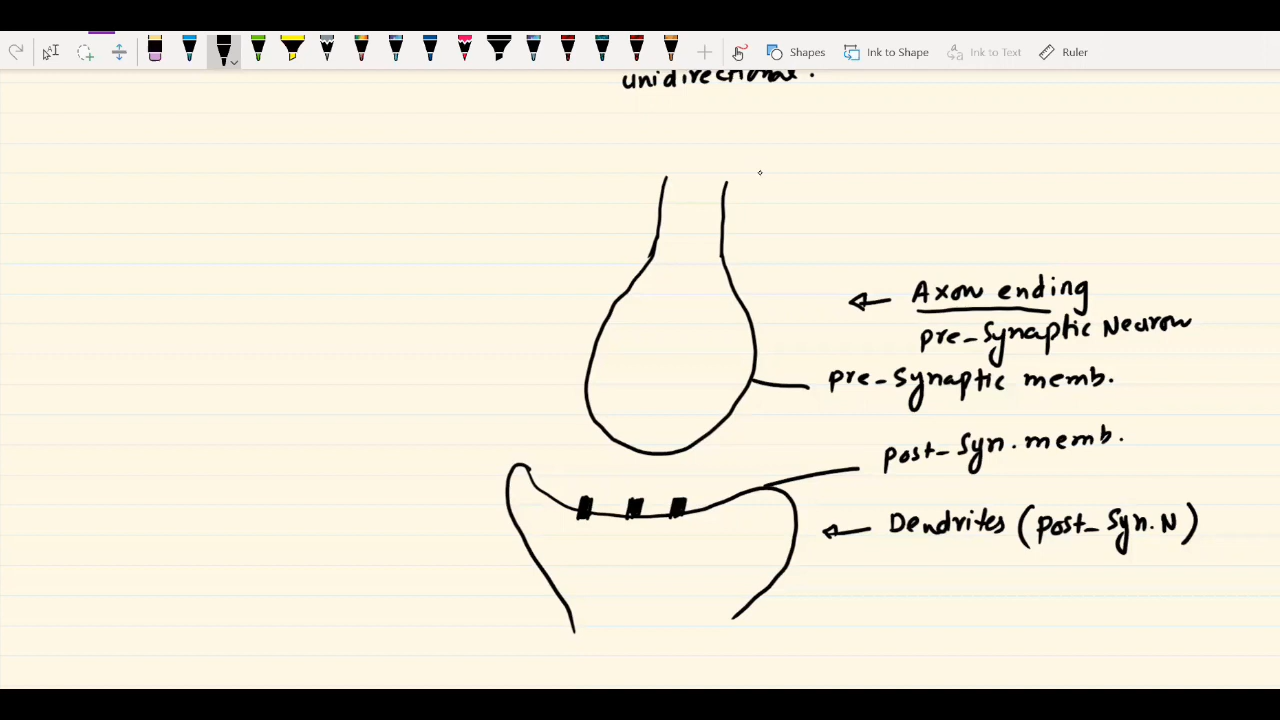 Shapes
Ink to Shape
Ink to Text
Ruler
unidirectional.
Axon ending
pre-Synaptic Neuron
pre-Synaptic memb.
post-Syn. memb.
Dendrites (post-Syn. N)